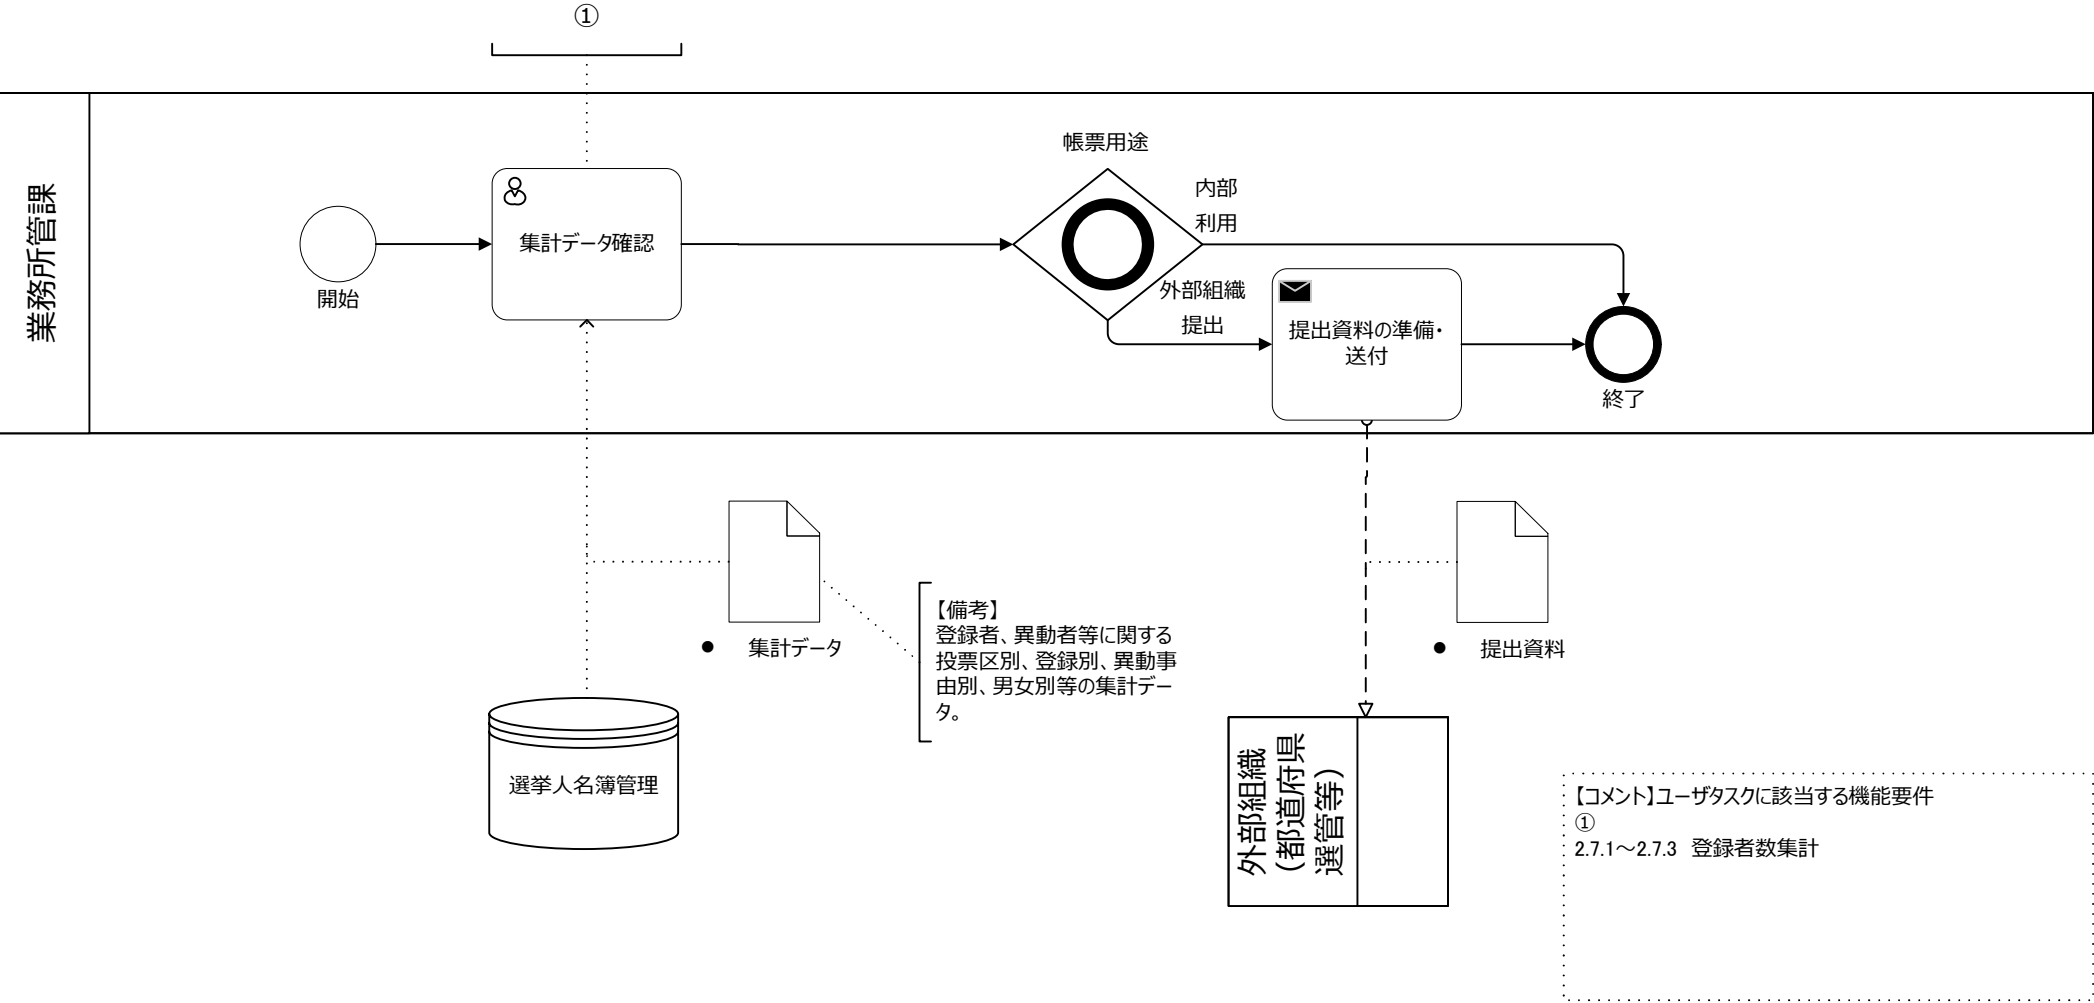 ①
業務所管課
開始
集計データ確認
帳票用途
内部
利用
外部組織
提出
提出資料の準備・
送付
終了
● 集計データ
【備考】
登録者、異動者等に関する
投票区別、登録別、異動事
由別、男女別等の集計デー
タ。
● 提出資料
選挙人名簿管理
外部組織
(都道府県
選管等)
【コメント】ユーザタスクに該当する機能要件
①
2.7.1～2.7.3 登録者数集計